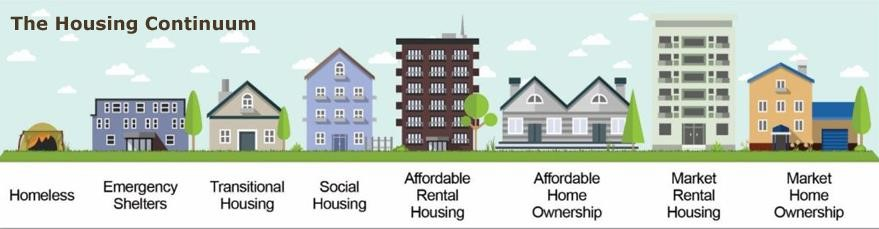 The Housing Continuum
Homeless
Emergency
Shelters
Transitional
Housing
Social
Housing
Affordable
Rental
Housing
Affordable
Home
Ownership
Market
Rental
Housing
Market
Home
Ownership